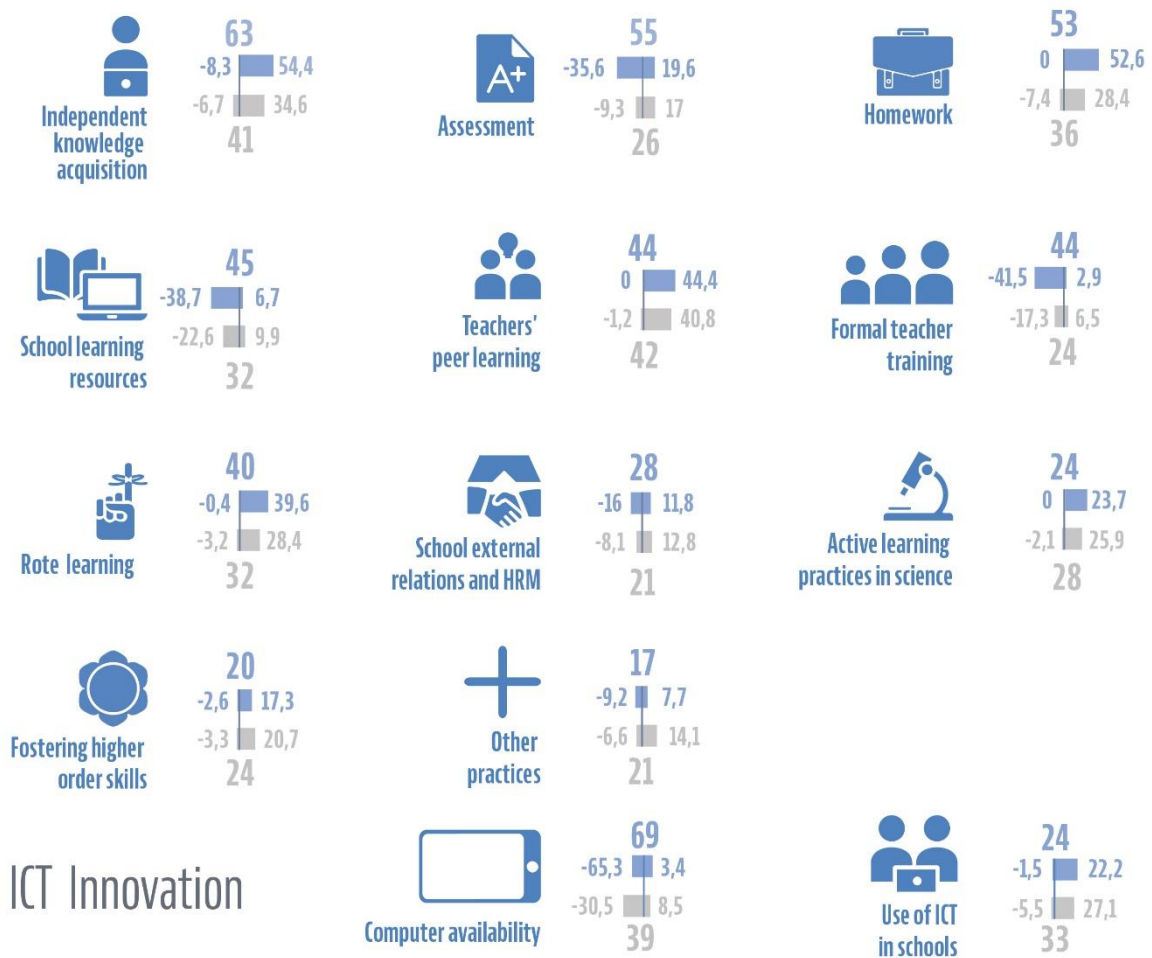 63
-8,3 54,4
-6,7 34,6
41
Independent
knowledge
acquisition
A+
55
-35,6 19,6
-9,3 17
26
Assessment
53
0 52,6
-7,4 28,4
36
Homework
45
-38,7 6,7
-22,6 9,9
32
School learning
resources
44
0 44,4
-1,2 40,8
42
Teachers'
peer learning
44
-41,5 2,9
-17,3 6,5
24
Formal teacher
training
40
-0,4 39,6
-3,2 28,4
32
Rote learning
28
-16 11,8
-8,1 12,8
21
School external
relations and HRM
24
0 23,7
-2,1 25,9
28
Active learning
practices in science
20
-2,6 17,3
-3,3 20,7
24
Fostering higher
order skills
17
-9,2 7,7
-6,6 14,1
21
Other
practices
ICT Innovation
69
-65,3 3,4
-30,5 8,5
39
Computer availability
24
-1,5 22,2
-5,5 27,1
33
Use of ICT
in schools